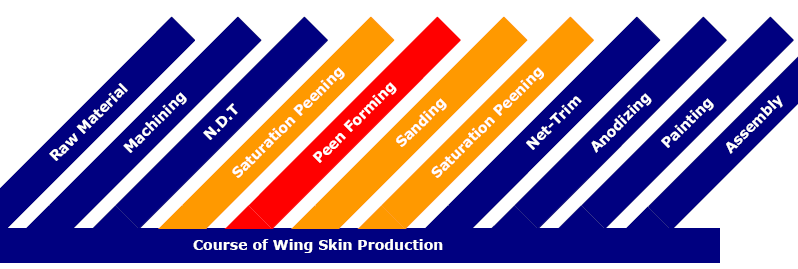 Raw Material
Machining
N.D.T
Saturation Peening
Peen Forming
Sanding
Saturation Peening
Net-Trim
Anodizing
Painting
Assembly
Course of Wing Skin Production